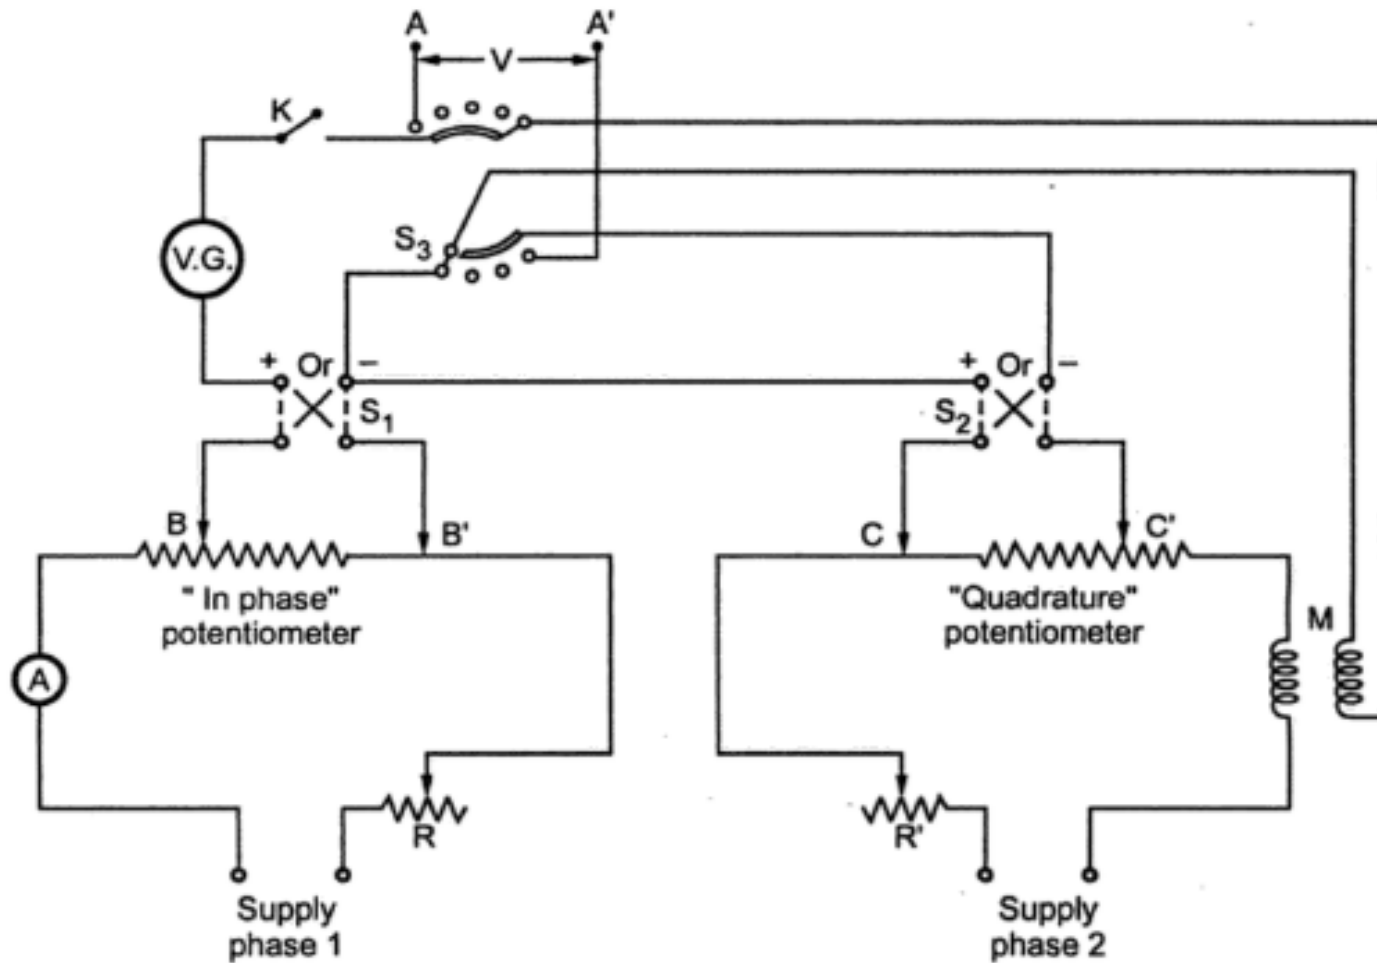 A A'
V
K
S3
V.G.
+ Or –
+ Or –
S1
S2
B
B'
C
C'
" In phase"
potentiometer
"Quadrature"
potentiometer
M
A
R
R'
Supply
phase 1
Supply
phase 2